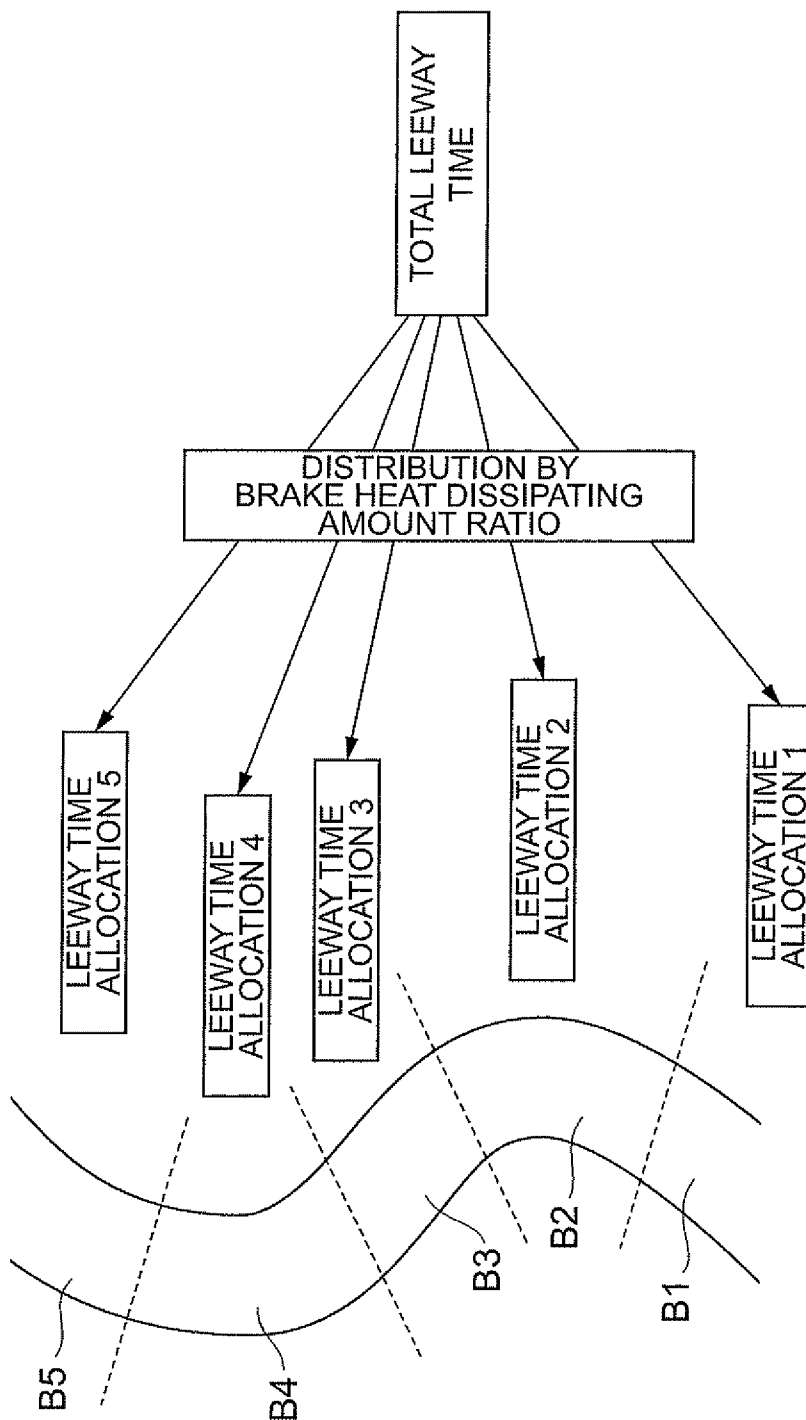 TOTAL LEEWAY
TIME
DISTRIBUTION BY
BRAKE HEAT DISSIPATING
AMOUNT RATIO
LEEWAY TIME
ALLOCATION 5
LEEWAY TIME
ALLOCATION 4
LEEWAY TIME
ALLOCATION 3
LEEWAY TIME
ALLOCATION 2
LEEWAY TIME
ALLOCATION 1
B5
B4
B3
B2
B1